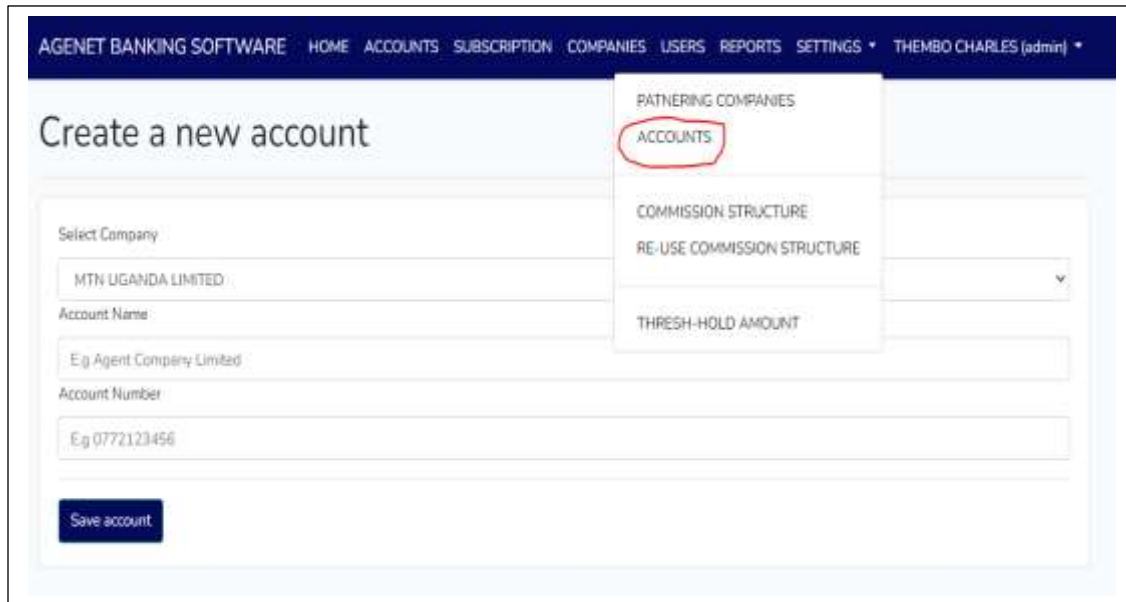 AGENET BANKING SOFTWARE HOME ACCOUNTS SUBSCRIPTION COMPANIES USERS REPORTS SETTINGS THEMBO CHARLES (admin)
PATNERING COMPANIES
ACCOUNTS
COMMISSION STRUCTURE
RE-USE COMMISSION STRUCTURE
THRESH-HOLD AMOUNT
Create a new account
Select Company
MTN UGANDA LIMITED
Account Name
E.g Agent Company Limited
Account Number
E.g 0772123456
Save account